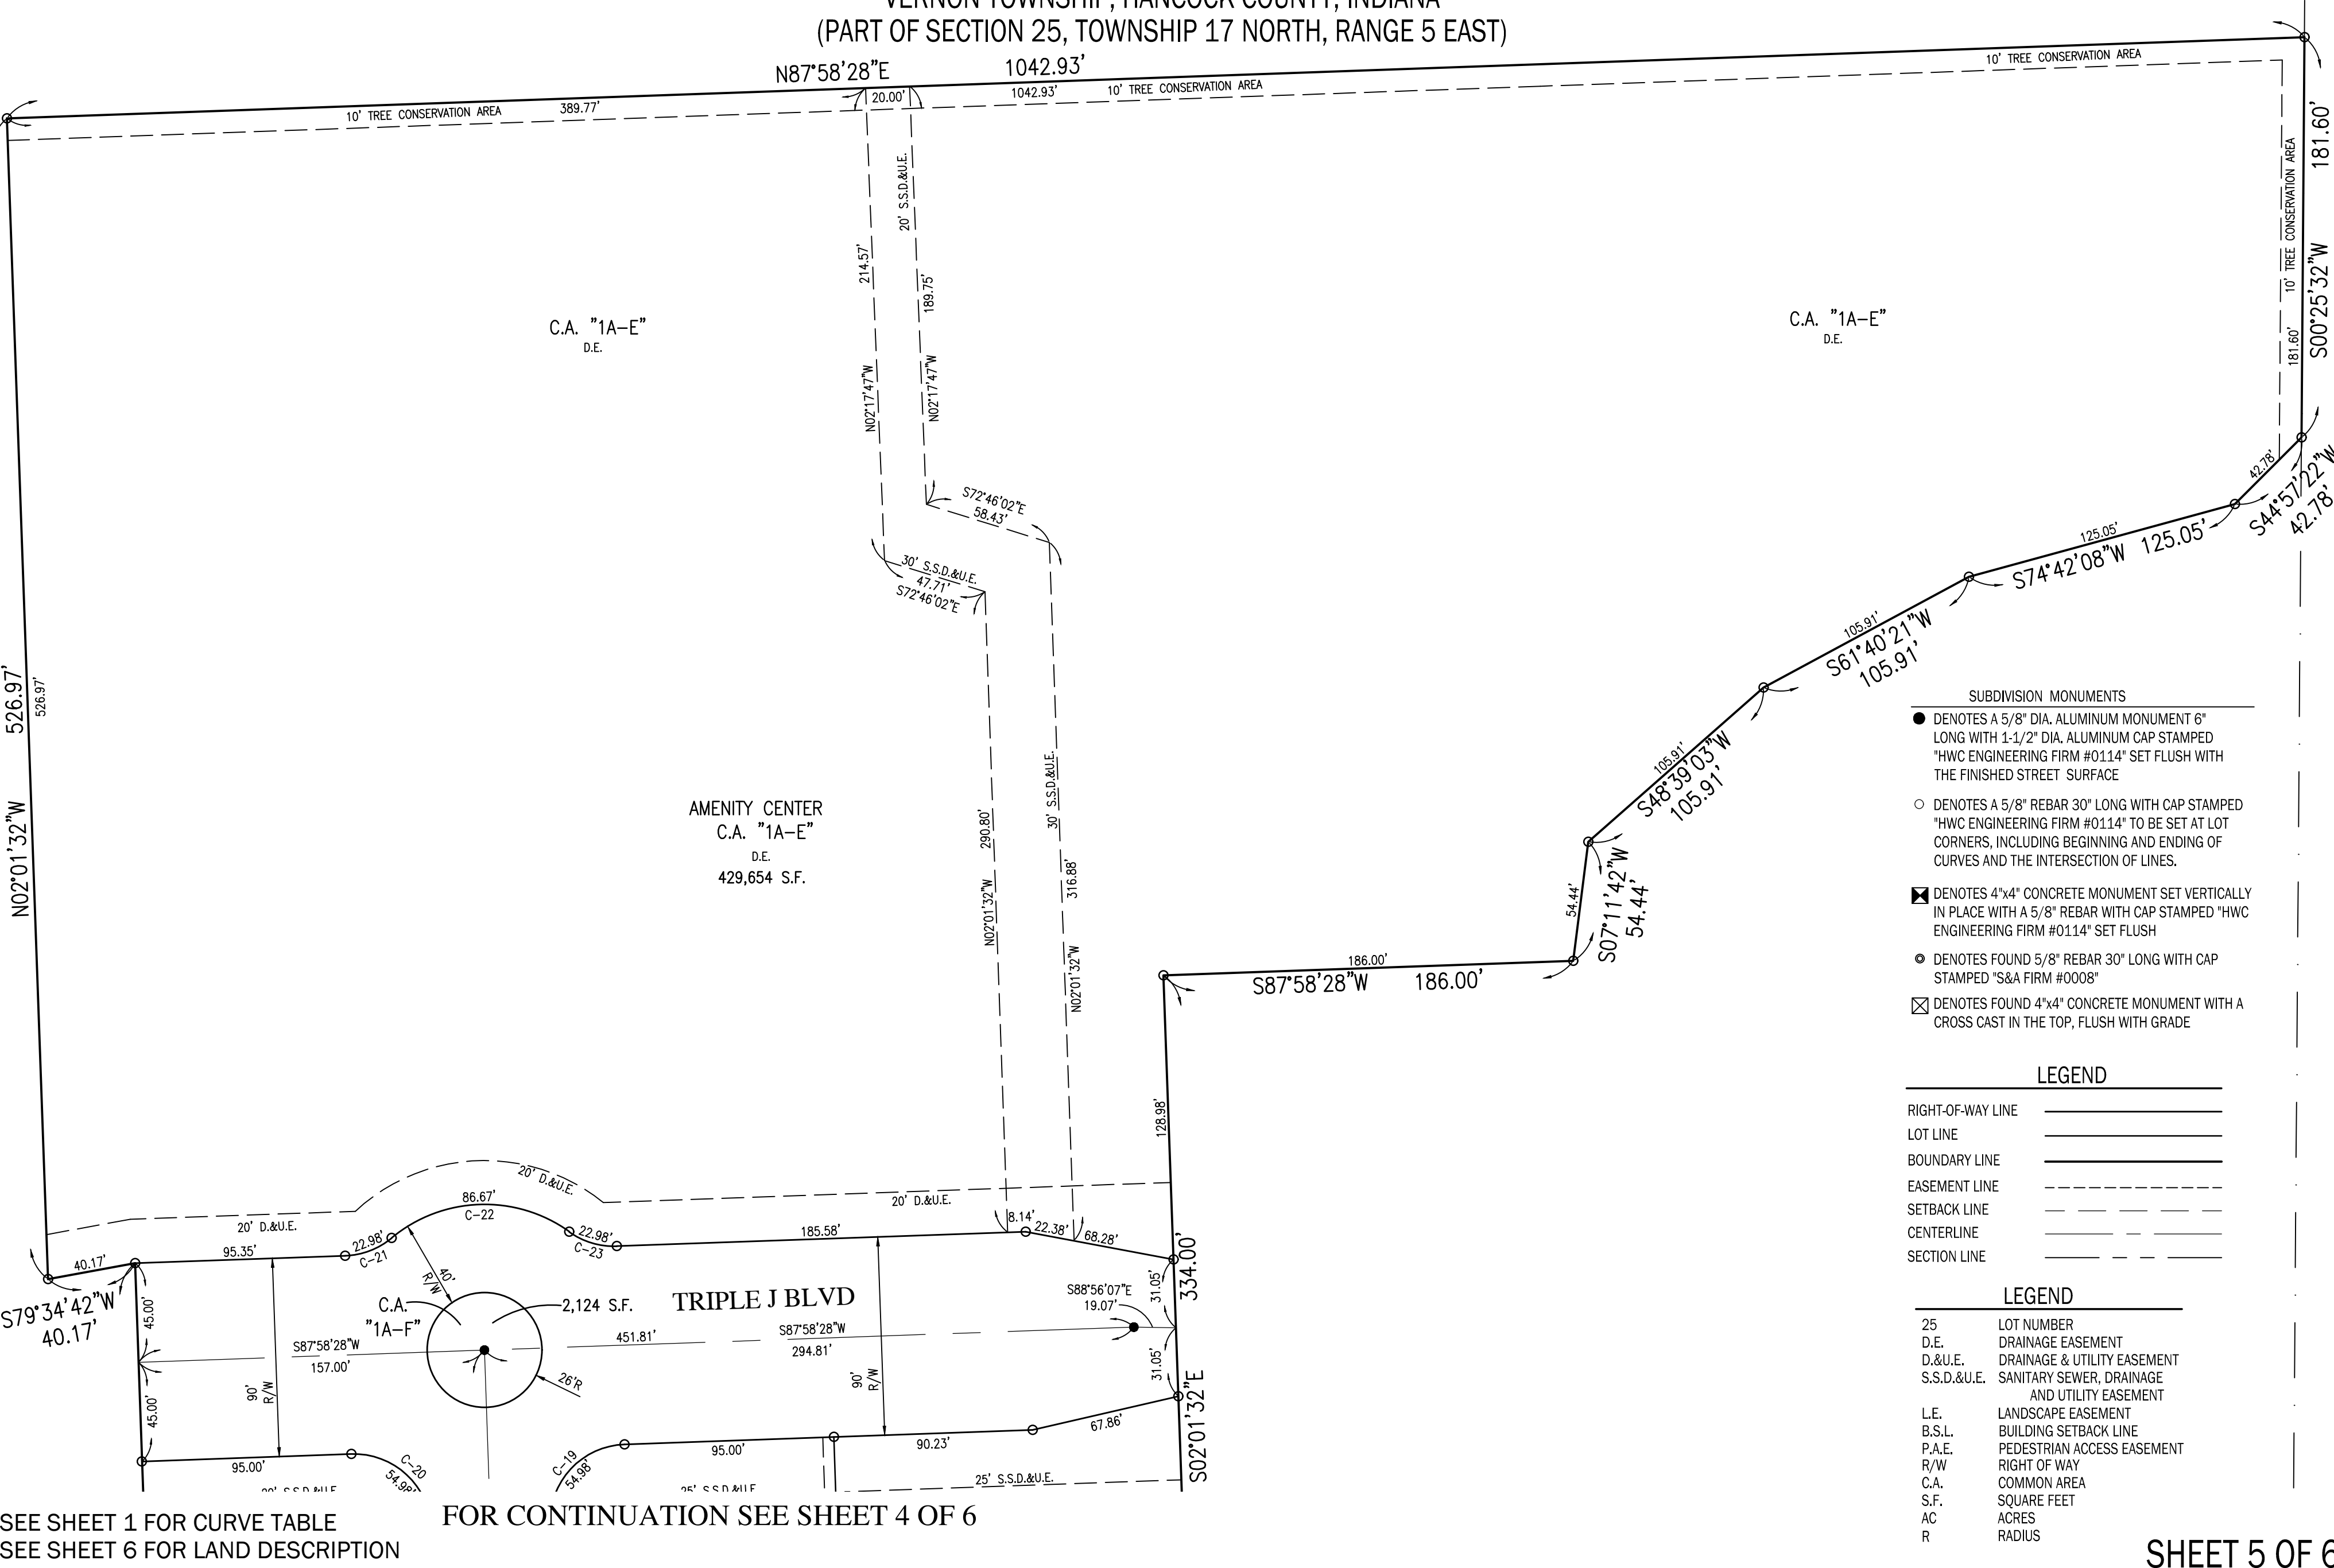 VERNON TOWNSHIP, HANCOCK COUNTY, INDIANA
(PART OF SECTION 25, TOWNSHIP 17 NORTH, RANGE 5 EAST)
N87°58'28"E 1042.93'
10' TREE CONSERVATION AREA
389.77'
20.00'
1042.93'
10' TREE CONSERVATION AREA
10' TREE CONSERVATION AREA
181.60'
S00°25'32"W
10' TREE CONSERVATION AREA
181.60'
20' S.S.D.&U.E.
214.57'
189.75'
N02°17'47"W
N02°17'47"W
C.A. "1A-E"
D.E.
C.A. "1A-E"
D.E.
S72°46'02"E
58.43'
30' S.S.D.&U.E.
47.71'
S72°46'02"E
42.78'
S44°57'22"W
42.78'
125.05'
S74°42'08"W 125.05'
105.91'
S61°40'21"W
105.91'
105.91'
S48°39'03"W
105.91'
54.44'
S07°11'42"W
54.44'
186.00'
S87°58'28"W 186.00'
526.97'
526.97'
N02°01'32"W
AMENITY CENTER
C.A. "1A-E"
D.E.
429,654 S.F.
290.80'
N02°01'32"W
30' S.S.D.&U.E.
316.88'
N02°01'32"W
128.98'
SUBDIVISION MONUMENTS
DENOTES A 5/8" DIA. ALUMINUM MONUMENT 6"
LONG WITH 1-1/2" DIA. ALUMINUM CAP STAMPED
"HWC ENGINEERING FIRM #0114" SET FLUSH WITH
THE FINISHED STREET SURFACE
DENOTES A 5/8" REBAR 30" LONG WITH CAP STAMPED
"HWC ENGINEERING FIRM #0114" TO BE SET AT LOT
CORNERS, INCLUDING BEGINNING AND ENDING OF
CURVES AND THE INTERSECTION OF LINES.
DENOTES 4"x4" CONCRETE MONUMENT SET VERTICALLY
IN PLACE WITH A 5/8" REBAR WITH CAP STAMPED "HWC
ENGINEERING FIRM #0114" SET FLUSH
DENOTES FOUND 5/8" REBAR 30" LONG WITH CAP
STAMPED "S&A FIRM #0008"
DENOTES FOUND 4"x4" CONCRETE MONUMENT WITH A
CROSS CAST IN THE TOP, FLUSH WITH GRADE
LEGEND
RIGHT-OF-WAY LINE
LOT LINE
BOUNDARY LINE
EASEMENT LINE
SETBACK LINE
CENTERLINE
SECTION LINE
LEGEND
25 LOT NUMBER
D.E. DRAINAGE EASEMENT
D.&U.E. DRAINAGE & UTILITY EASEMENT
S.S.D.&U.E. SANITARY SEWER, DRAINAGE
AND UTILITY EASEMENT
L.E. LANDSCAPE EASEMENT
B.S.L. BUILDING SETBACK LINE
P.A.E. PEDESTRIAN ACCESS EASEMENT
R/W RIGHT OF WAY
C.A. COMMON AREA
S.F. SQUARE FEET
AC ACRES
R RADIUS
20' D.&U.E.
20' D.&U.E.
20' D.&U.E.
86.67'
C-22
22.98'
C-21
22.98'
C-23
40.17'
95.35'
185.58'
8.14'
22.38'
68.28'
S79°34'42"W
40.17'
45.00'
45.00'
40'
R/W
C.A.
"1A-F"
2,124 S.F.
TRIPLE J BLVD
S88°56'07"E
19.07'
31.05'
31.05'
334.00'
S02°01'32"E
S87°58'28"W
157.00'
451.81'
S87°58'28"W
294.81'
90'
R/W
90'
R/W
26'R
95.00'
C-20
54.98'
C-19
54.98'
95.00'
90.23'
67.86'
20' S.S.D.&U.E.
25' S.S.D.&U.E.
25' S.S.D.&U.E.
SEE SHEET 1 FOR CURVE TABLE
SEE SHEET 6 FOR LAND DESCRIPTION
FOR CONTINUATION SEE SHEET 4 OF 6
SHEET 5 OF 6